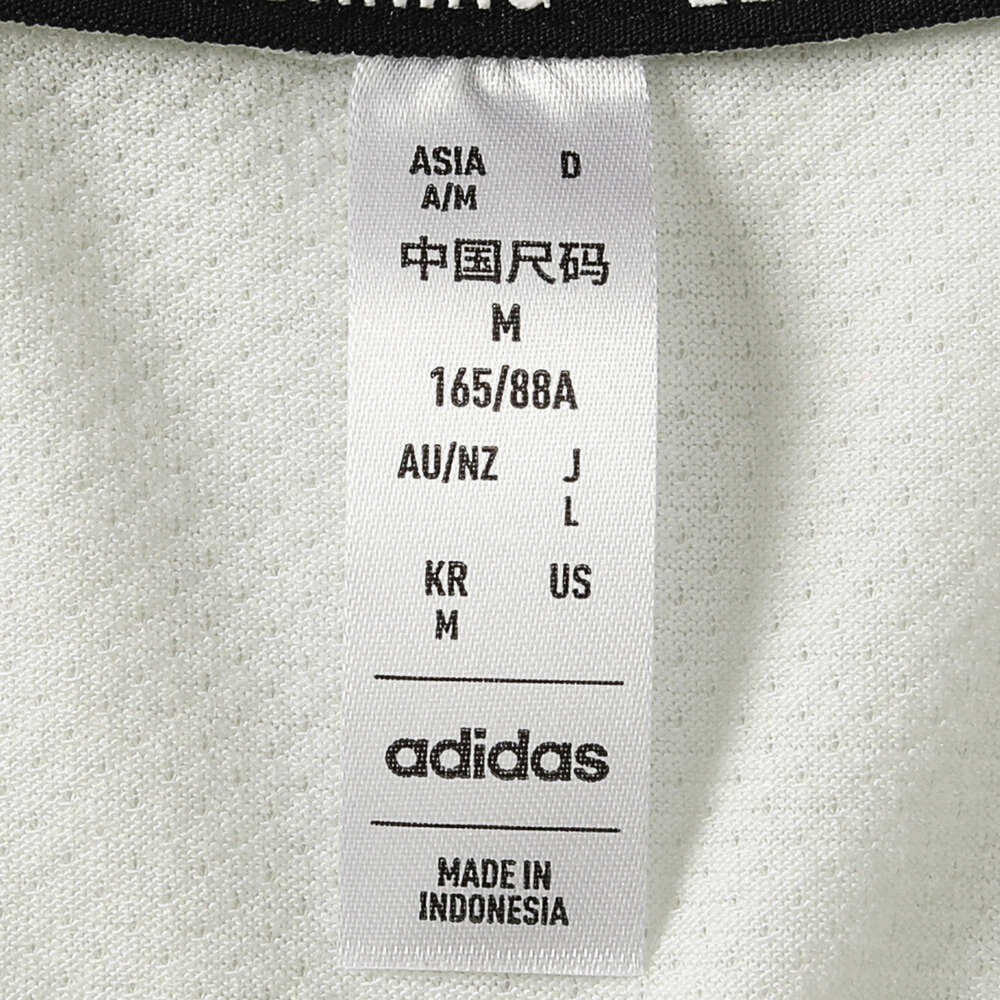 ASIA D
A/M
中国尺码
M
165/88A
AU/NZ J
L
KR US
M
adidas
MADE IN
INDONESIA